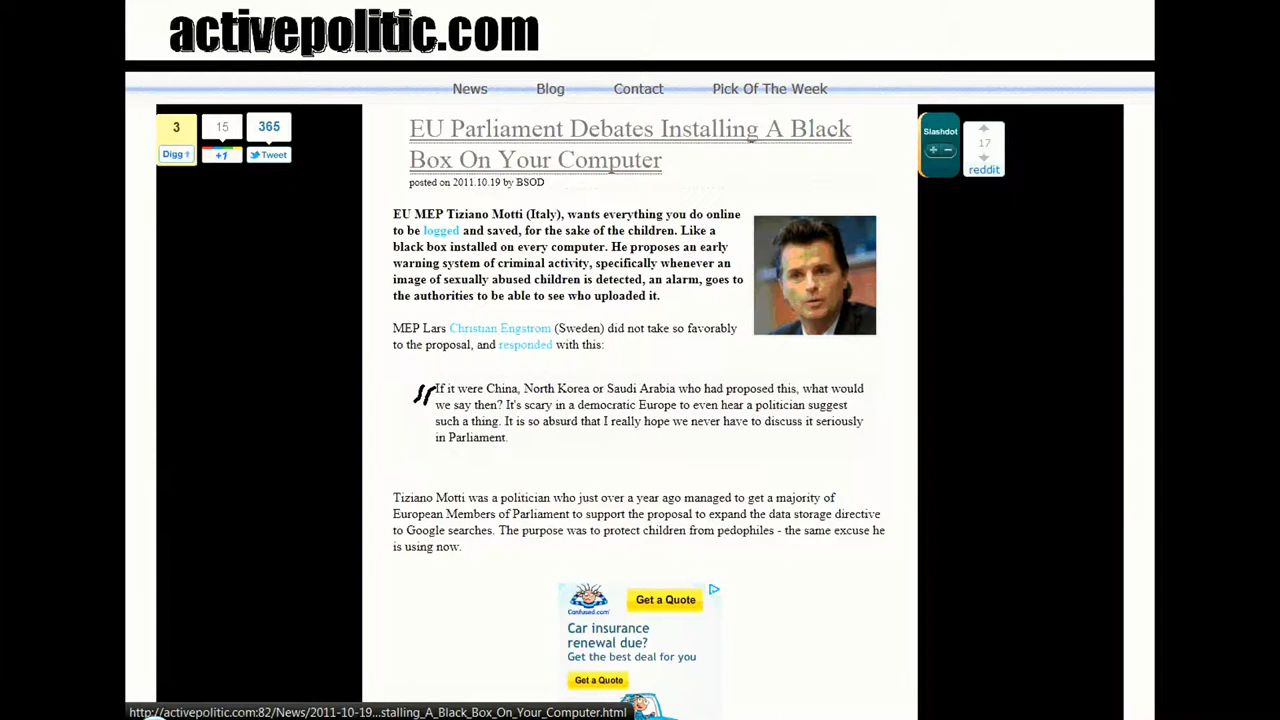 activepolitic.com
News Blog Contact Pick Of The Week
3
Digg
15
+1
365
Tweet
Slashdot
+ −
17
reddit
EU Parliament Debates Installing A Black
Box On Your Computer
posted on 2011.10.19 by BSOD
EU MEP Tiziano Motti (Italy), wants everything you do online
to be logged and saved, for the sake of the children. Like a
black box installed on every computer. He proposes an early
warning system of criminal activity, specifically whenever an
image of sexually abused children is detected, an alarm, goes to
the authorities to be able to see who uploaded it.
MEP Lars Christian Engstrom (Sweden) did not take so favorably
to the proposal, and responded with this:
If it were China, North Korea or Saudi Arabia who had proposed this, what would
we say then? It's scary in a democratic Europe to even hear a politician suggest
such a thing. It is so absurd that I really hope we never have to discuss it seriously
in Parliament.
Tiziano Motti was a politician who just over a year ago managed to get a majority of
European Members of Parliament to support the proposal to expand the data storage directive
to Google searches. The purpose was to protect children from pedophiles - the same excuse he
is using now.
Confused.com
Get a Quote
Car insurance
renewal due?
Get the best deal for you
Get a Quote
http://activepolitic.com:82/News/2011-10-19...stalling_A_Black_Box_On_Your_Computer.html